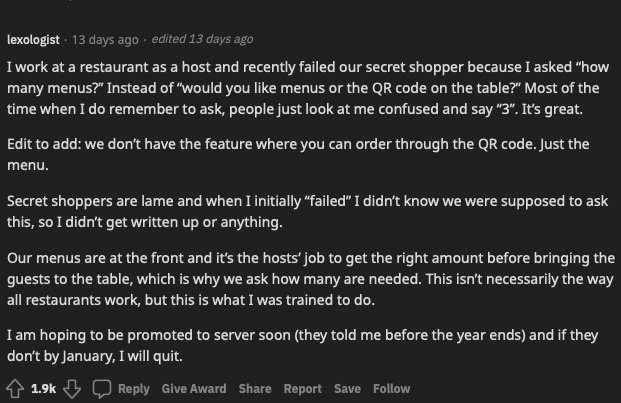 lexologist · 13 days ago · edited 13 days ago
I work at a restaurant as a host and recently failed our secret shopper because I asked “how
many menus?” Instead of “would you like menus or the QR code on the table?” Most of the
time when I do remember to ask, people just look at me confused and say “3”. It’s great.
Edit to add: we don’t have the feature where you can order through the QR code. Just the
menu.
Secret shoppers are lame and when I initially “failed” I didn’t know we were supposed to ask
this, so I didn’t get written up or anything.
Our menus are at the front and it’s the hosts’ job to get the right amount before bringing the
guests to the table, which is why we ask how many are needed. This isn’t necessarily the way
all restaurants work, but this is what I was trained to do.
I am hoping to be promoted to server soon (they told me before the year ends) and if they
don’t by January, I will quit.
1.9k Reply Give Award Share Report Save Follow